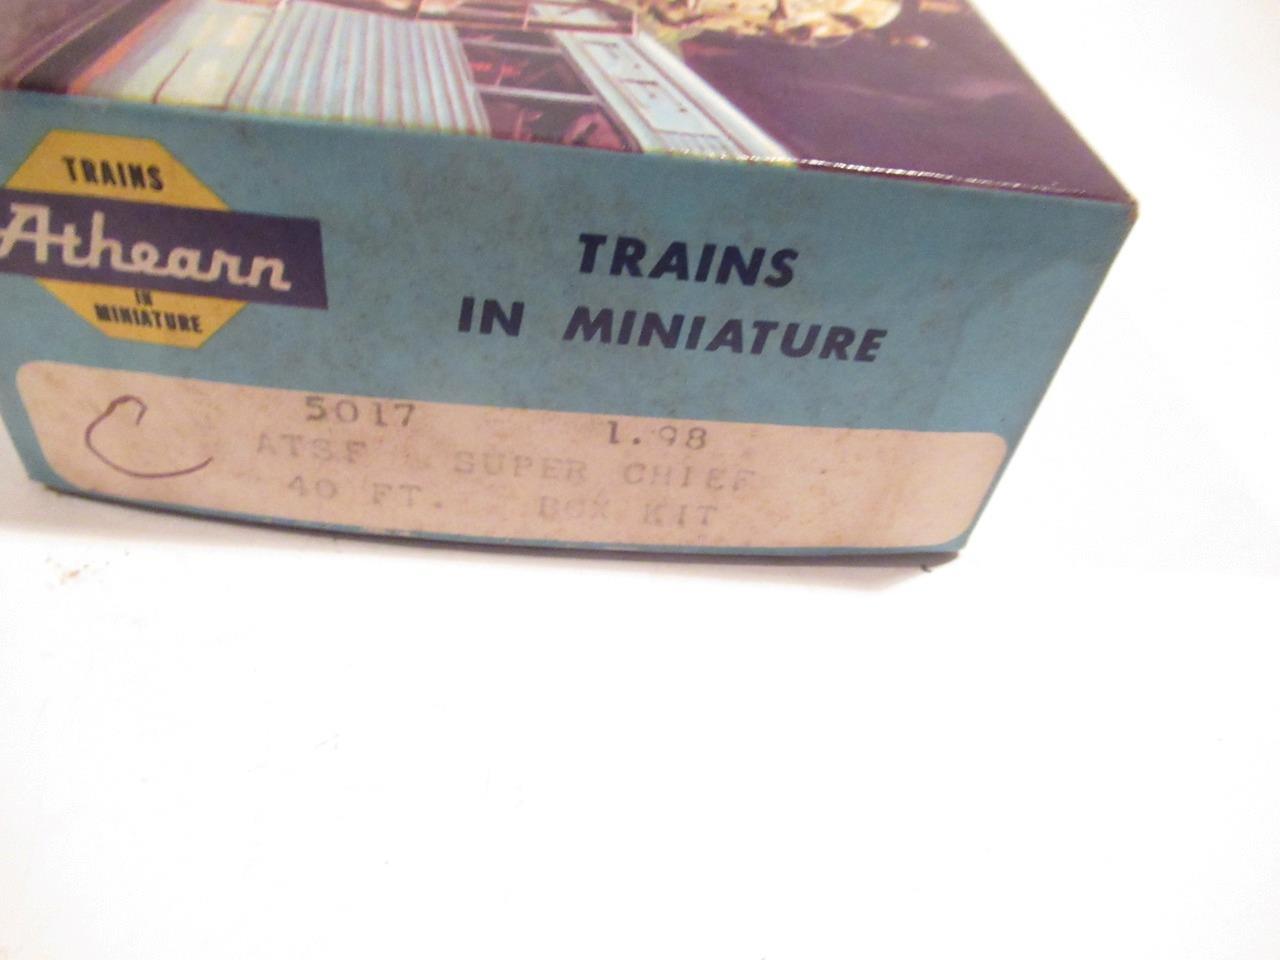 TRAINS
Athearn
IN
MINIATURE
TRAINS
IN MINIATURE
C
5017 1.98
ATSF SUPER CHIEF
40 FT. BOX KIT